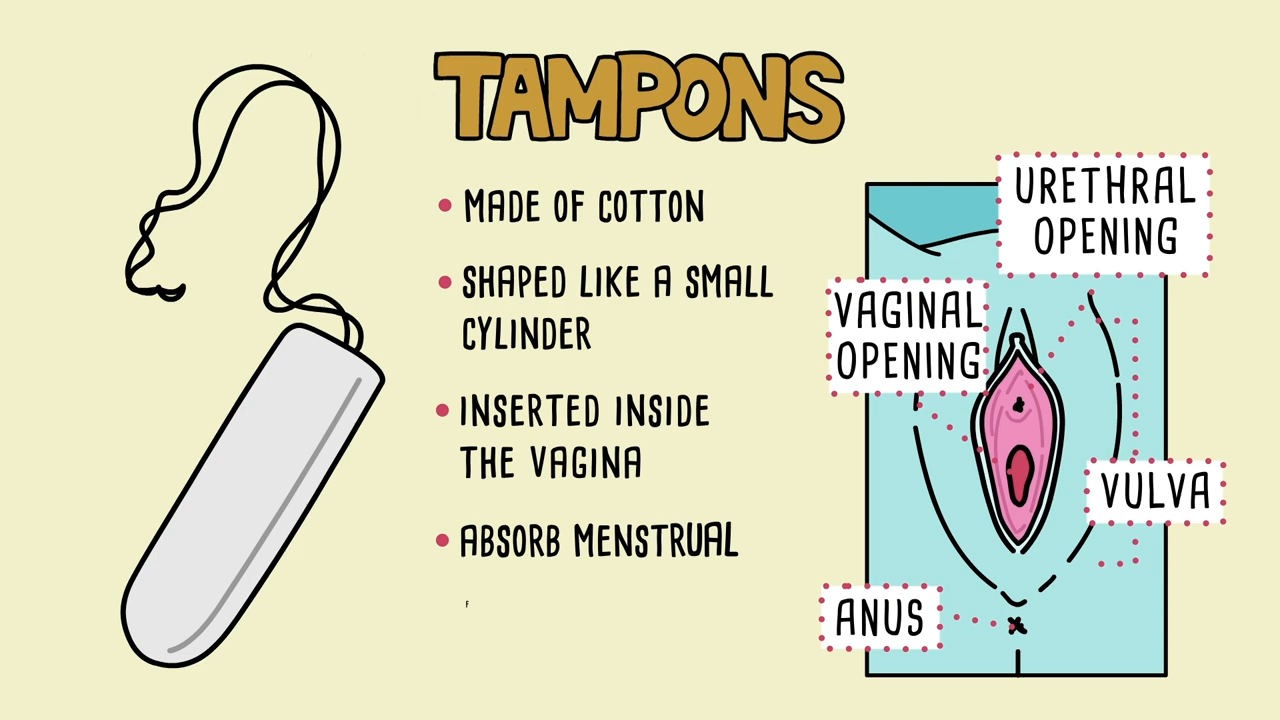 TAMPONS
MADE OF COTTON
SHAPED LIKE A SMALL
CYLINDER
INSERTED INSIDE
THE VAGINA
ABSORB MENSTRUAL
F
URETHRAL
OPENING
VAGINAL
OPENING
VULVA
ANUS